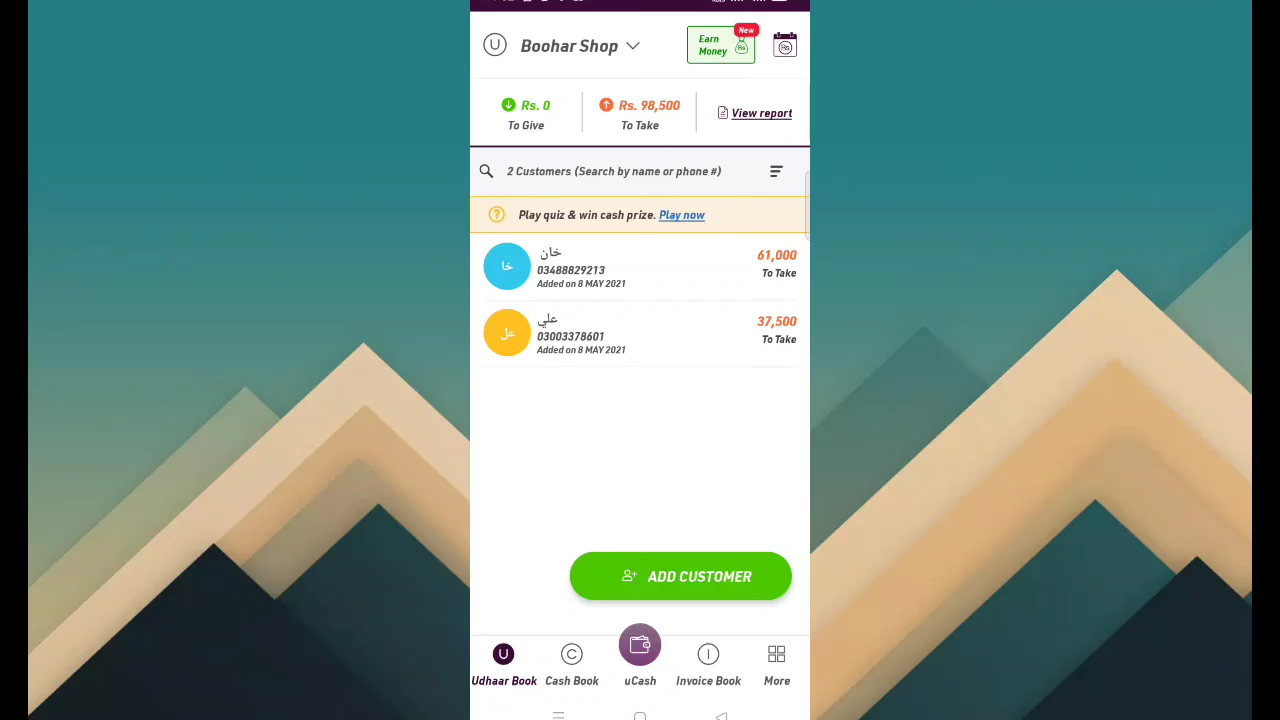 U Boohar Shop
Earn Money Rs New
Rs
Rs. 0
To Give
Rs. 98,500
To Take
View report
2 Customers (Search by name or phone #)
? Play quiz & win cash prize. Play now
خا
خان
03488829213
Added on 8 MAY 2021
61,000
To Take
عل
علي
03003378601
Added on 8 MAY 2021
37,500
To Take
ADD CUSTOMER
U Udhaar Book
C Cash Book
uCash
I Invoice Book
More